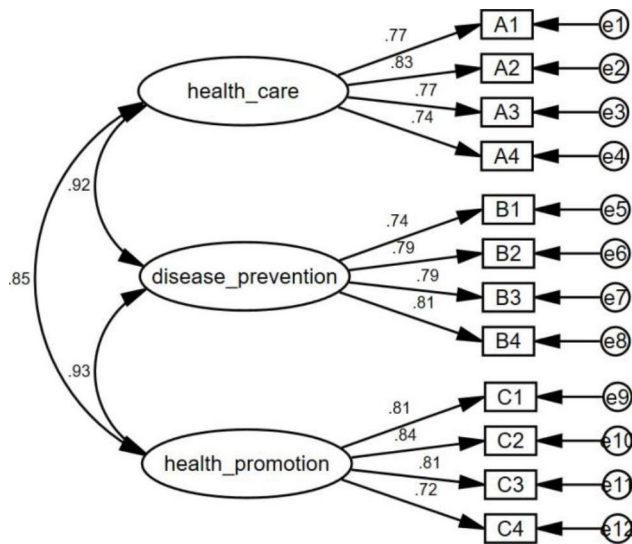 .77 A1 e1
.83 A2 e2
health_care
.77 A3 e3
.74 A4 e4
.92
.74 B1 e5
.79 B2 e6
.85 disease_prevention
.79 B3 e7
.81 B4 e8
.93
.81 C1 e9
.84 C2 e10
health_promotion
.81 C3 e11
.72 C4 e12